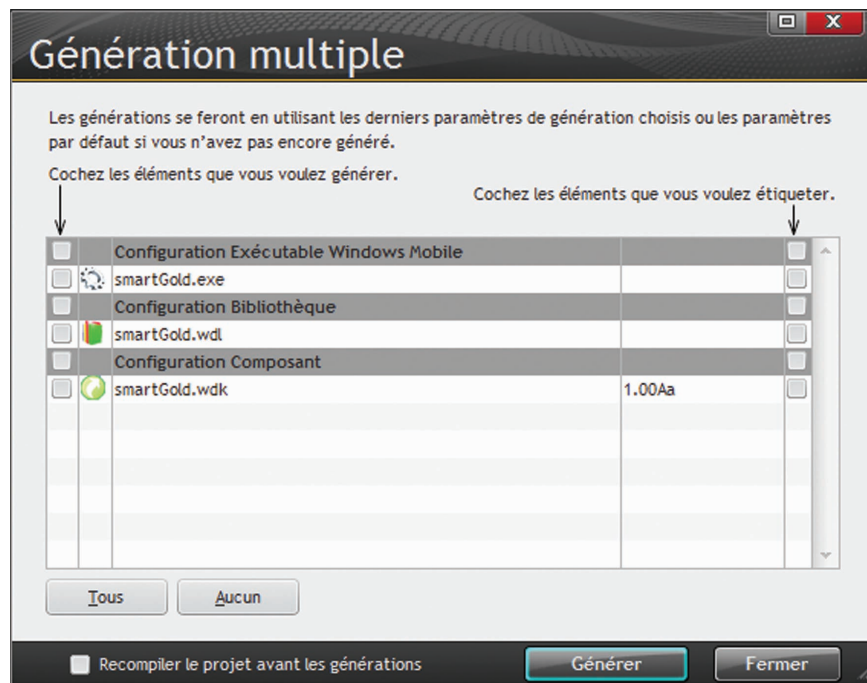 Génération multiple
Les générations se feront en utilisant les derniers paramètres de génération choisis ou les paramètres
par défaut si vous n'avez pas encore généré.
Cochez les éléments que vous voulez générer.
Cochez les éléments que vous voulez étiqueter.
Configuration Exécutable Windows Mobile
smartGold.exe
Configuration Bibliothèque
smartGold.wdl
Configuration Composant
smartGold.wdk 1.00Aa
Tous Aucun
Recompiler le projet avant les générations Générer Fermer